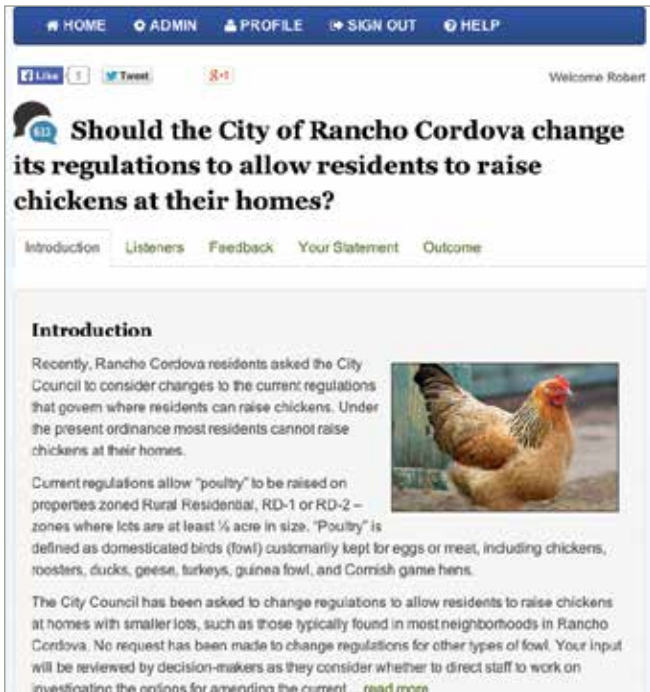 HOME ADMIN PROFILE SIGN OUT HELP
Like Tweet g+1 Welcome Robert
Should the City of Rancho Cordova change
its regulations to allow residents to raise
chickens at their homes?
Introduction Listeners Feedback Your Statement Outcome
Introduction
Recently, Rancho Cordova residents asked the City
Council to consider changes to the current regulations
that govern where residents can raise chickens. Under
the present ordinance most residents cannot raise
chickens at their homes.
Current regulations allow "poultry" to be raised on
properties zoned Rural Residential, RD-1 or RD-2 –
zones where lots are at least acre in size. "Poultry" is
defined as domesticated birds (fowl) customarily kept for eggs or meat, including chickens,
roosters, ducks, geese, turkeys, guinea fowl, and Cornish game hens.
The City Council has been asked to change regulations to allow residents to raise chickens
at homes with smaller lots, such as those typically found in most neighborhoods in Rancho
Cordova. No request has been made to change regulations for other types of fowl. Your input
will be reviewed by decision-makers as they consider whether to direct staff to work on
investigating the options for amending the current... read more